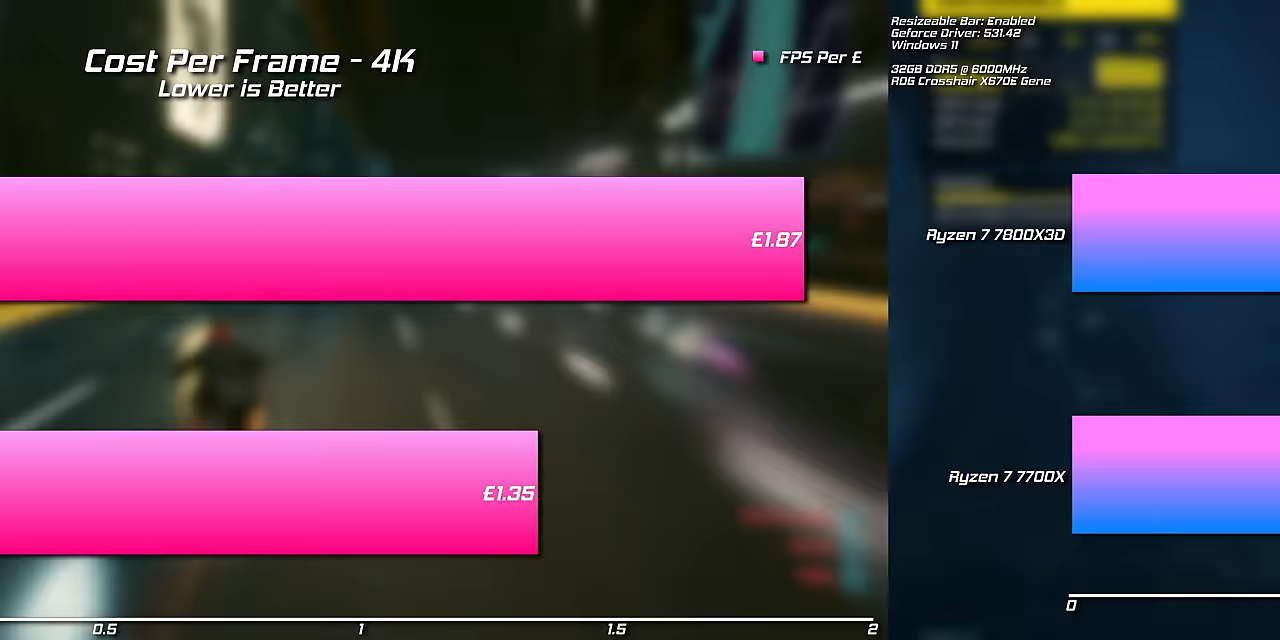 Cost Per Frame - 4K
Lower is Better
FPS Per £
£1.87
£1.35
0.5
1
1.5
2
Resizeable Bar: Enabled
Geforce Driver: 531.42
Windows 11
32GB DDR5 @ 6000MHz
ROG Crosshair X670E Gene
Ryzen 7 7800X3D
Ryzen 7 7700X
0